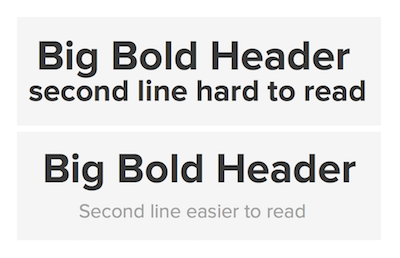 Big Bold Header
second line hard to read
Big Bold Header
Second line easier to read